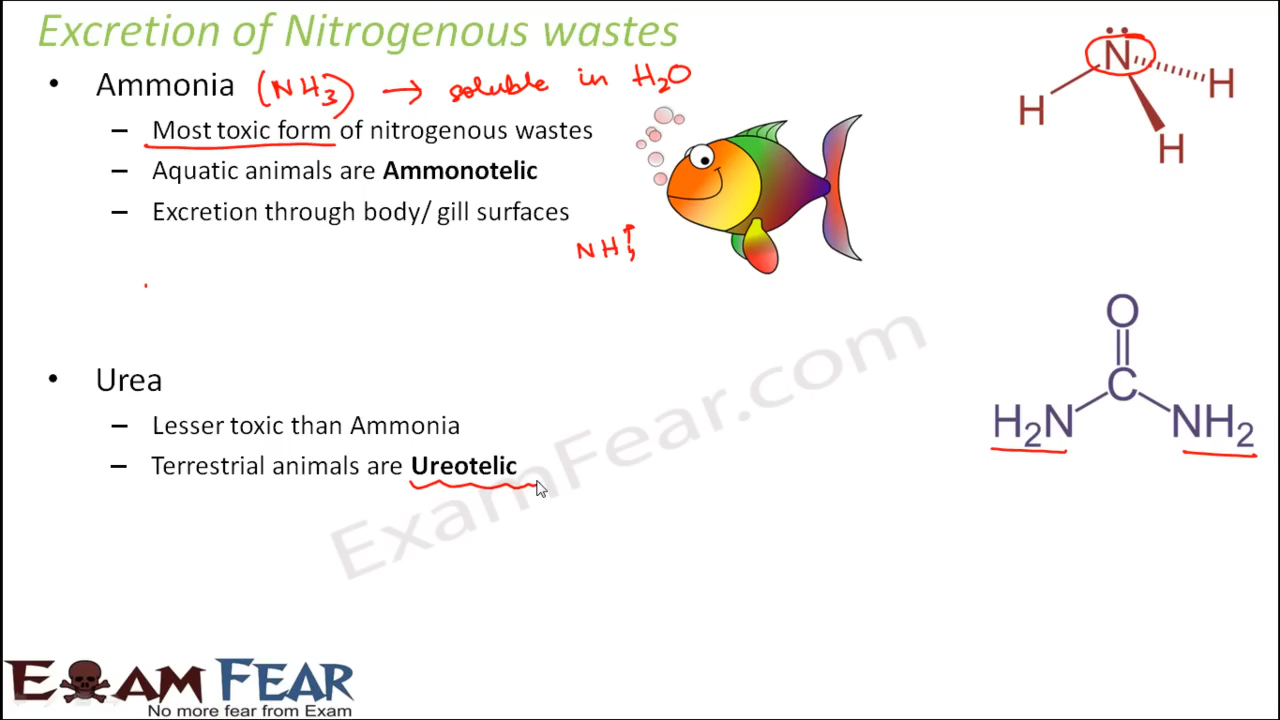 Excretion of Nitrogenous wastes
• Ammonia (NH3) → soluble in H2O
– Most toxic form of nitrogenous wastes
– Aquatic animals are Ammonotelic
– Excretion through body/ gill surfaces
NH3
N
H
H
H
• Urea
– Lesser toxic than Ammonia
– Terrestrial animals are Ureotelic
O
C
H2N
NH2
ExamFear.com
EXAM FEAR
No more fear from Exam